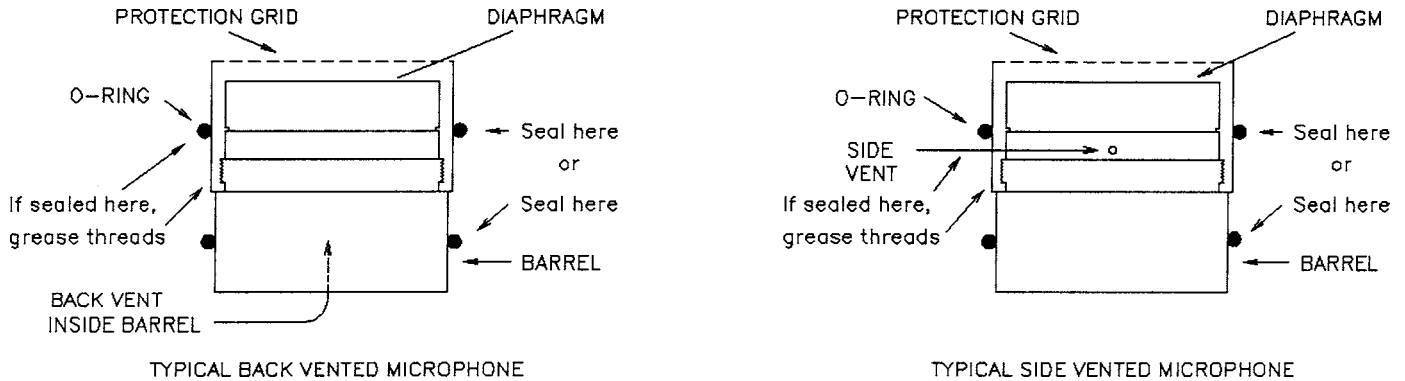 PROTECTION GRID
DIAPHRAGM
O-RING
Seal here
or
Seal here
If sealed here,
grease threads
BARREL
BACK VENT
INSIDE BARREL
TYPICAL BACK VENTED MICROPHONE
PROTECTION GRID
DIAPHRAGM
O-RING
SIDE
VENT
Seal here
or
Seal here
If sealed here,
grease threads
BARREL
TYPICAL SIDE VENTED MICROPHONE